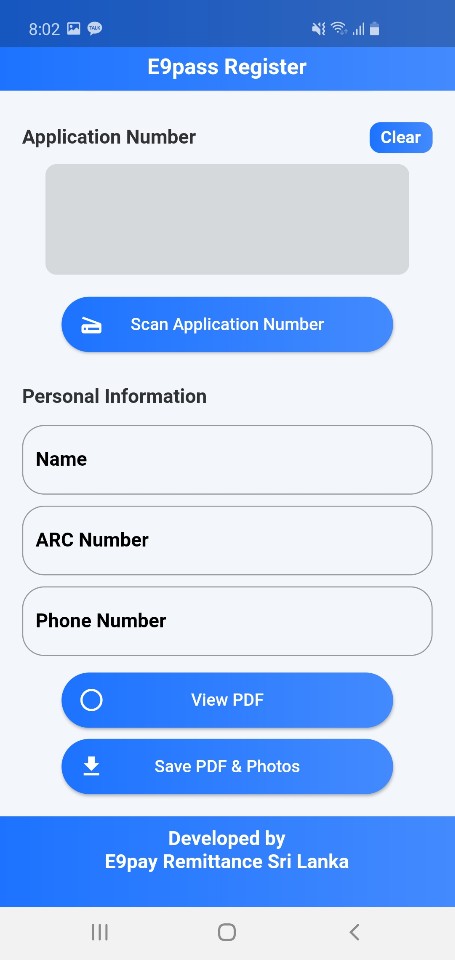 8:02
TALK
E9pass Register
Application Number
Clear
Scan Application Number
Personal Information
Name
ARC Number
Phone Number
View PDF
Save PDF & Photos
Developed by
E9pay Remittance Sri Lanka